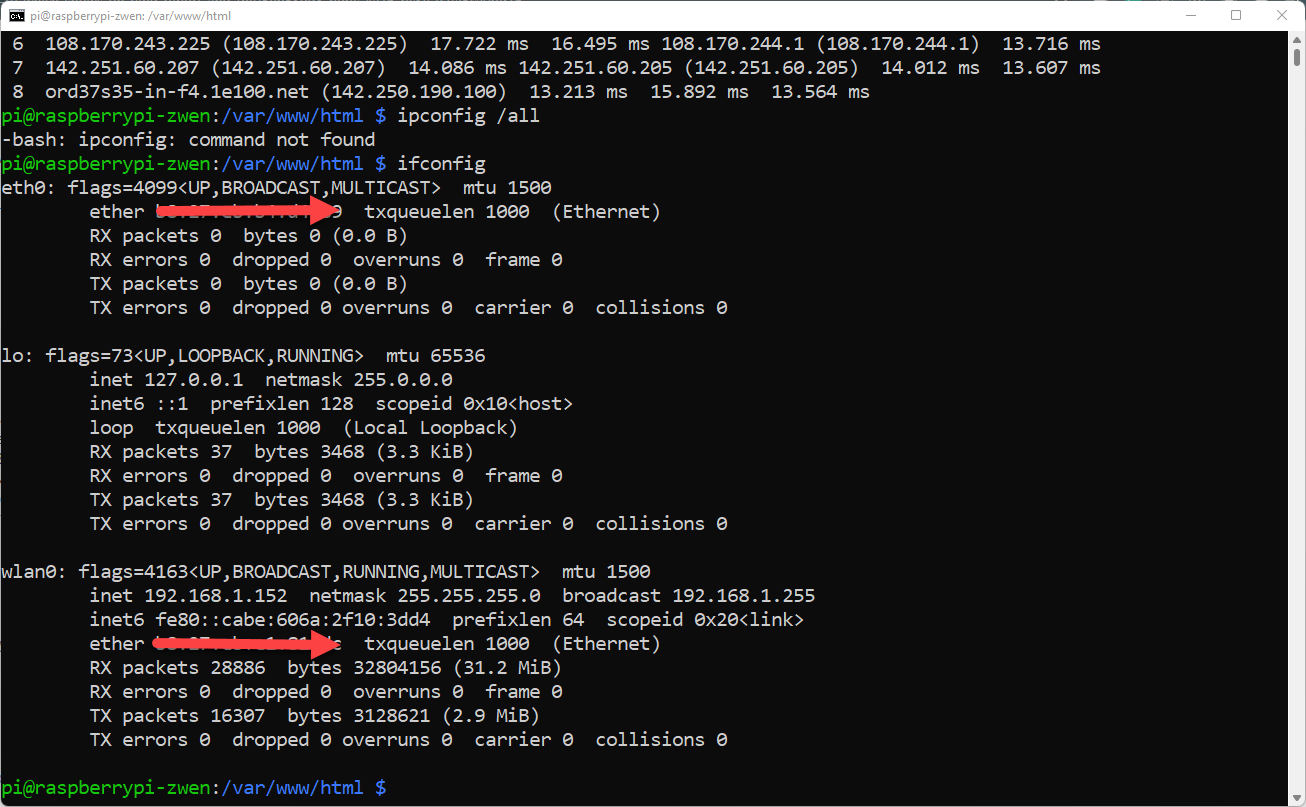 pi@raspberrypi-zwen: /var/www/html
6  108.170.243.225 (108.170.243.225)  17.722 ms  16.495 ms 108.170.244.1 (108.170.244.1)  13.716 ms
7  142.251.60.207 (142.251.60.207)  14.086 ms 142.251.60.205 (142.251.60.205)  14.012 ms  13.607 ms
8  ord37s35-in-f4.1e100.net (142.250.190.100)  13.213 ms  15.892 ms  13.564 ms
pi@raspberrypi-zwen:/var/www/html $ ipconfig /all
-bash: ipconfig: command not found
pi@raspberrypi-zwen:/var/www/html $ ifconfig
eth0: flags=4099<UP,BROADCAST,MULTICAST>  mtu 1500
        ether  txqueuelen 1000  (Ethernet)
        RX packets 0  bytes 0 (0.0 B)
        RX errors 0  dropped 0  overruns 0  frame 0
        TX packets 0  bytes 0 (0.0 B)
        TX errors 0  dropped 0 overruns 0  carrier 0  collisions 0
lo: flags=73<UP,LOOPBACK,RUNNING>  mtu 65536
        inet 127.0.0.1  netmask 255.0.0.0
        inet6 ::1  prefixlen 128  scopeid 0x10<host>
        loop  txqueuelen 1000  (Local Loopback)
        RX packets 37  bytes 3468 (3.3 KiB)
        RX errors 0  dropped 0  overruns 0  frame 0
        TX packets 37  bytes 3468 (3.3 KiB)
        TX errors 0  dropped 0 overruns 0  carrier 0  collisions 0
wlan0: flags=4163<UP,BROADCAST,RUNNING,MULTICAST>  mtu 1500
        inet 192.168.1.152  netmask 255.255.255.0  broadcast 192.168.1.255
        inet6 fe80::cabe:606a:2f10:3dd4  prefixlen 64  scopeid 0x20<link>
        ether  txqueuelen 1000  (Ethernet)
        RX packets 28886  bytes 32804156 (31.2 MiB)
        RX errors 0  dropped 0  overruns 0  frame 0
        TX packets 16307  bytes 3128621 (2.9 MiB)
        TX errors 0  dropped 0 overruns 0  carrier 0  collisions 0
pi@raspberrypi-zwen:/var/www/html $